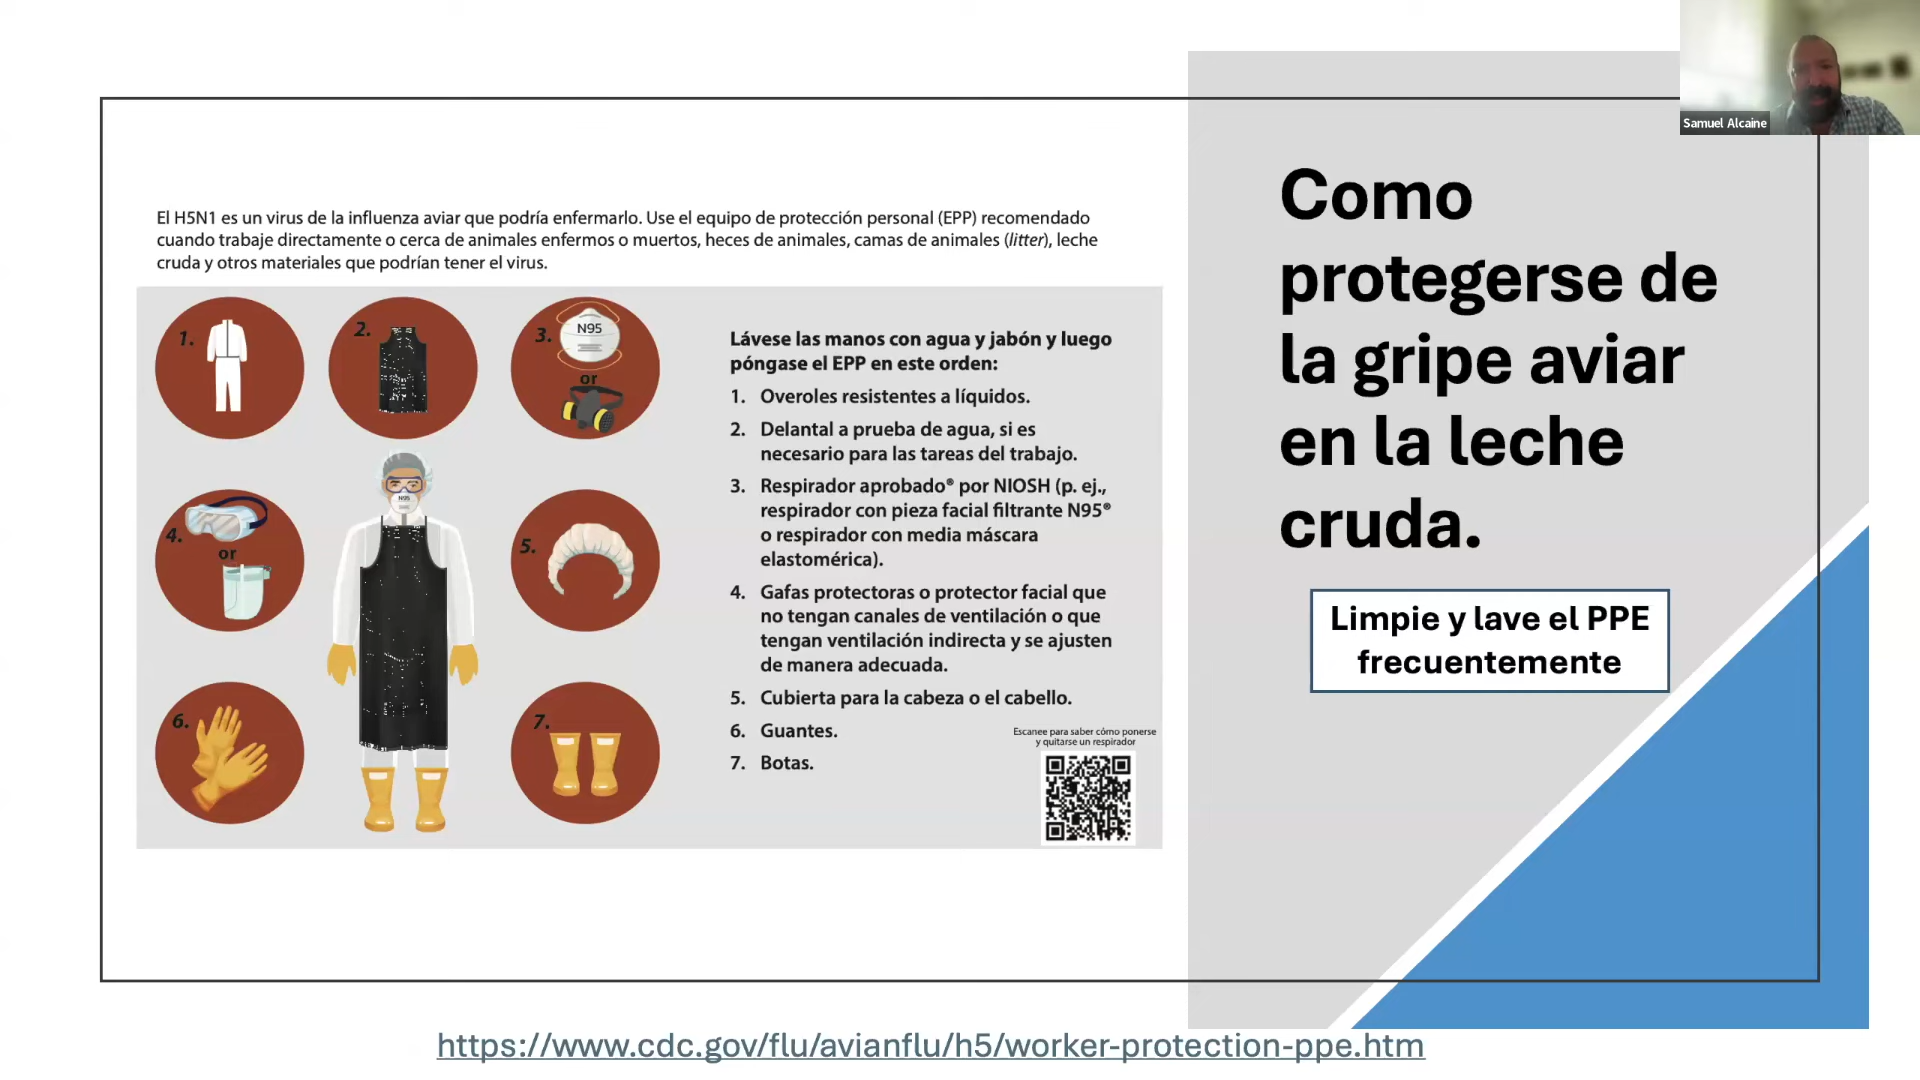 Samuel Alcaine
Como
protegerse de
la gripe aviar
en la leche
cruda.
Limpie y lave el PPE
frecuentemente
El H5N1 es un virus de la influenza aviar que podría enfermarlo. Use el equipo de protección personal (EPP) recomendado
cuando trabaje directamente o cerca de animales enfermos o muertos, heces de animales, camas de animales (litter), leche
cruda y otros materiales que podrían tener el virus.
1.
2.
3.
N95
or
4.
or
N95
5.
6.
7.
Lávese las manos con agua y jabón y luego
póngase el EPP en este orden:
1. Overoles resistentes a líquidos.
2. Delantal a prueba de agua, si es
necesario para las tareas del trabajo.
3. Respirador aprobado® por NIOSH (p. ej.,
respirador con pieza facial filtrante N95®
o respirador con media máscara
elastomérica).
4. Gafas protectoras o protector facial que
no tengan canales de ventilación o que
tengan ventilación indirecta y se ajusten
de manera adecuada.
5. Cubierta para la cabeza o el cabello.
6. Guantes.
7. Botas.
Escanee para saber cómo ponerse
y quitarse un respirador
https://www.cdc.gov/flu/avianflu/h5/worker-protection-ppe.htm